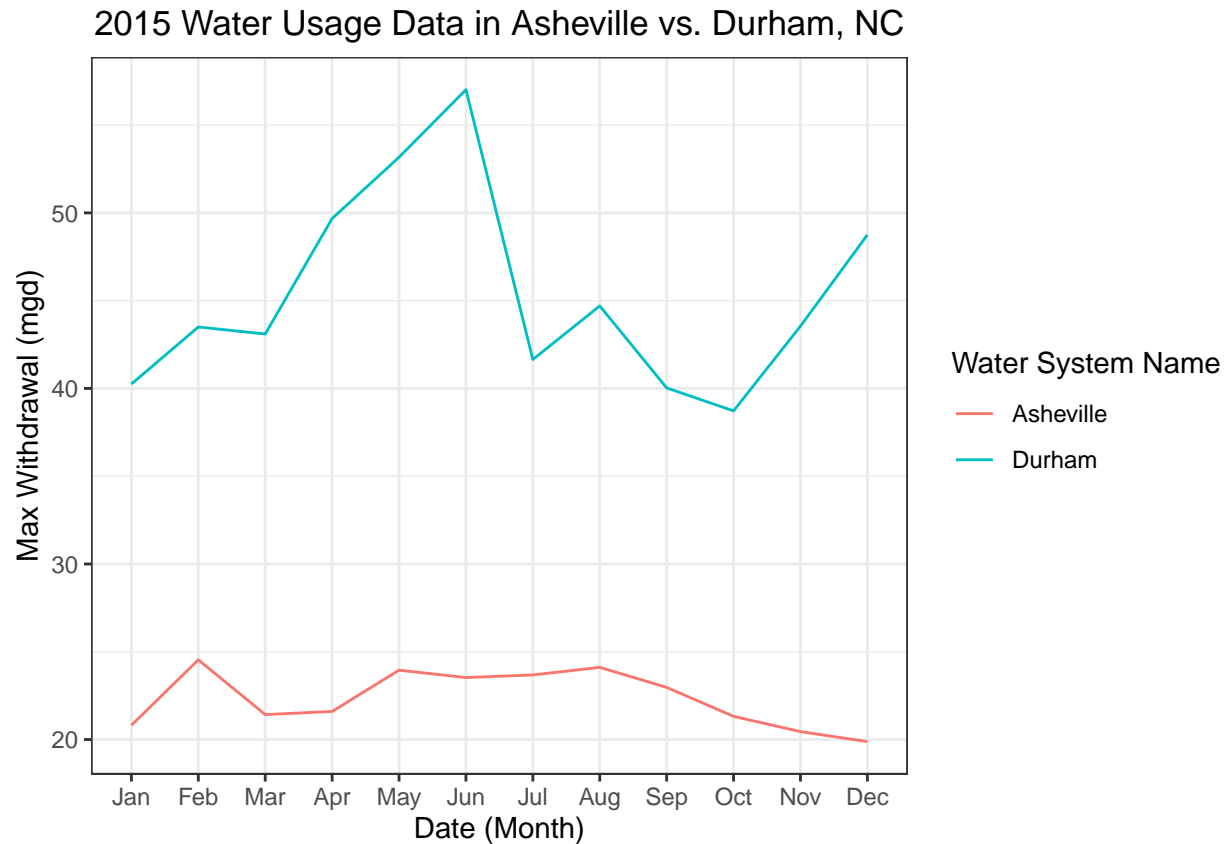 2015 Water Usage Data in Asheville vs. Durham, NC
Max Withdrawal (mgd)
50
40
30
20
Jan Feb Mar Apr May Jun Jul Aug Sep Oct Nov Dec
Date (Month)
Water System Name
Asheville
Durham